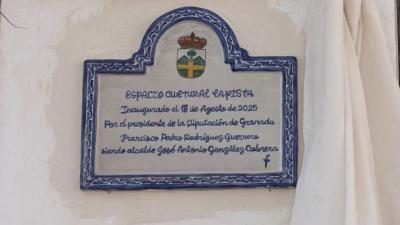 ESPACIO CULTURAL LAPISTA
Inaugurado el 18 de Agosto de 2025
Por el presidente de la Diputación de Granada
Francisco Pedro Rodríguez Guerrero
siendo alcalde José Antonio González Cabrera